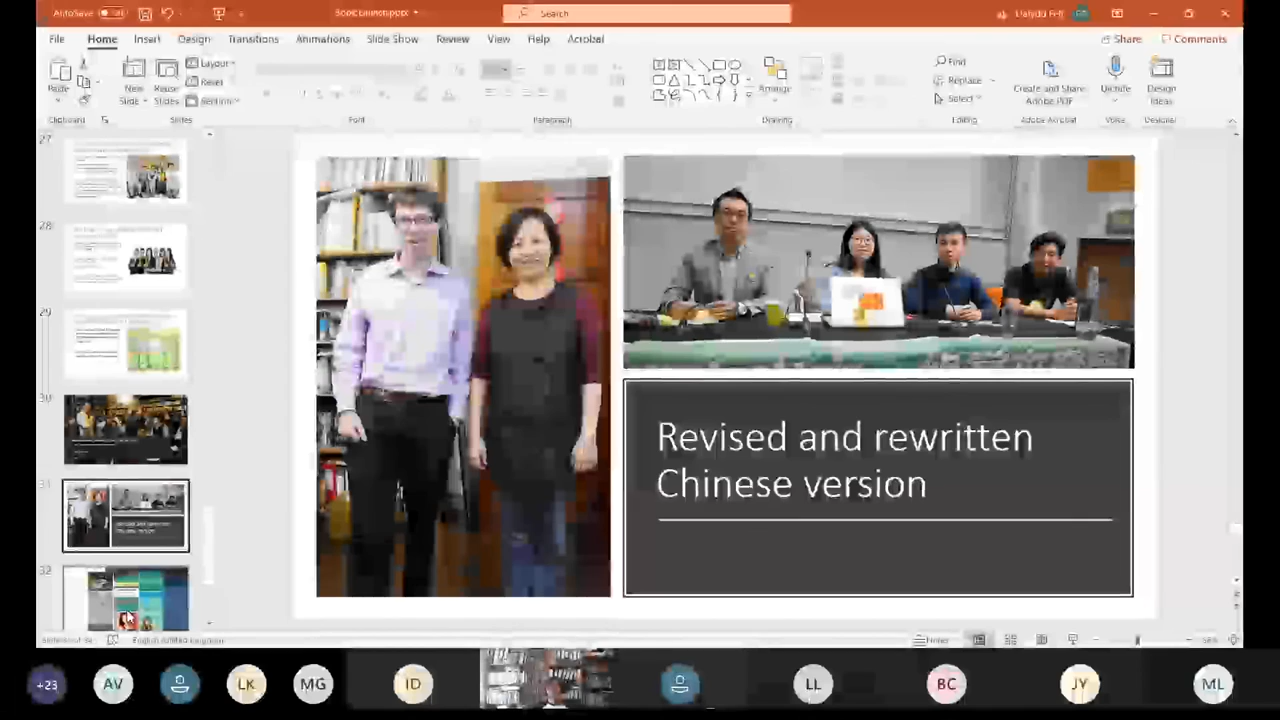 AutoSave
Search
File Home Insert Design Transitions Animations Slide Show Review View Help Acrobat
Share Comments
Paste
New
Slide
Reuse
Slides
Layout
Reset
Find
Replace
Select
Arrange
Create and Share
Adobe PDF
Dictate
Design
Ideas
Clipboard Slides Font Paragraph Drawing Editing Adobe Acrobat Voice Designer
27
28
29
30
31
32
Revised and rewritten
Chinese version
Notes
+23 AV LK MG ID LL BC JY ML